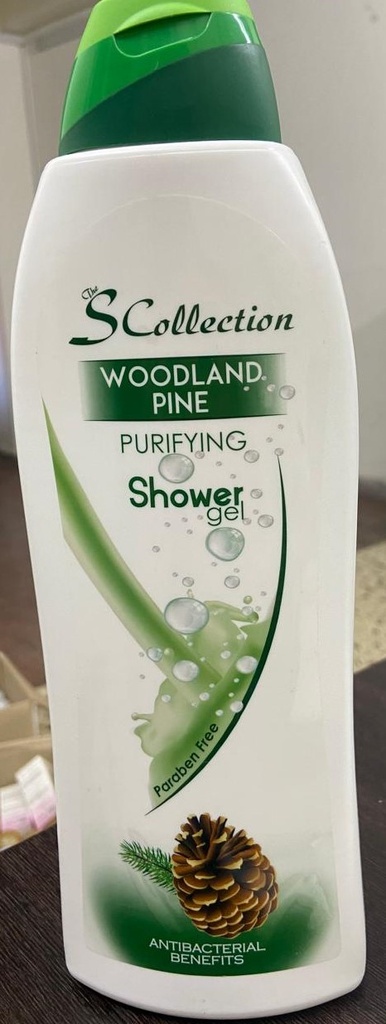 The
S Collection
WOODLAND
PINE
PURIFYING
Shower
gel
Paraben Free
ANTIBACTERIAL
BENEFITS